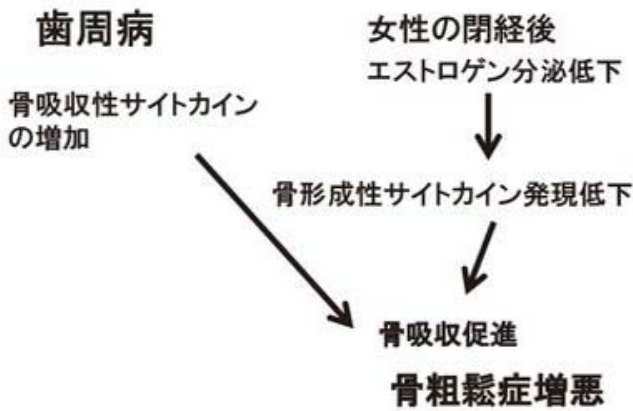 歯周病
骨吸収性サイトカイン
の増加
女性の閉経後
エストロゲン分泌低下
骨形成性サイトカイン発現低下
骨吸収促進
骨粗鬆症増悪